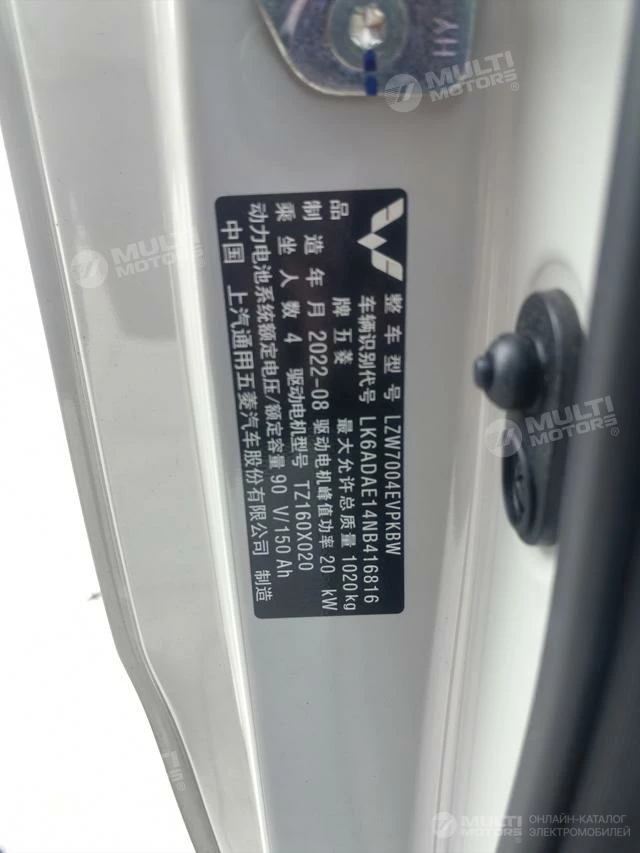 整车型号 LZW7004EVPKBW
车辆识别代号 LK6ADAE14NB416816
品牌 五菱 最大允许总质量 1020kg
制造年月 2022-08 驱动电机峰值功率 20 kW
乘坐人数 4 驱动电机型号 TZ160X020
动力电池系统额定电压/额定容量 90 V/150 Ah
中国 上汽通用五菱汽车股份有限公司 制造
AH
MULTI
MOTORS®
MULTI
MOTORS®
MULTI
MOTORS®
MULTI
MOTORS
ОНЛАЙН-КАТАЛОГ
ЭЛЕКТРОМОБИЛЕЙ